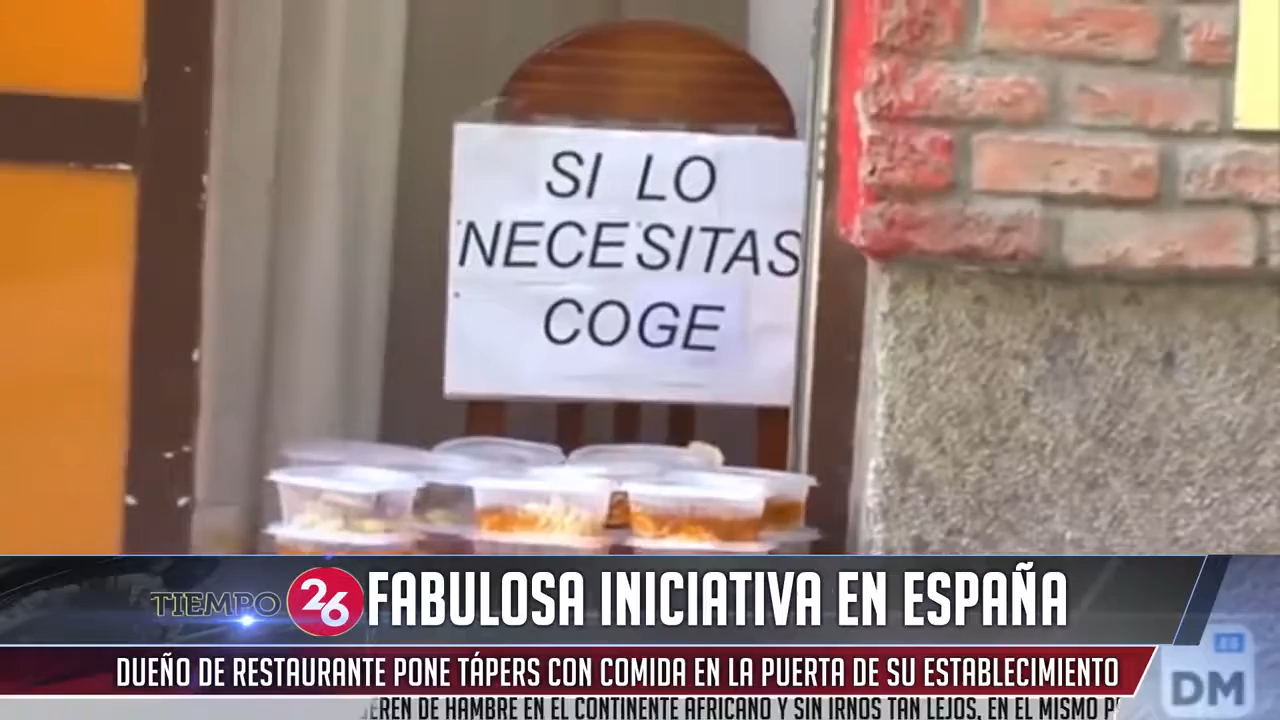 SI LO
NECESITAS
COGE
TIEMPO 26 FABULOSA INICIATIVA EN ESPAÑA
DUEÑO DE RESTAURANTE PONE TÁPERS CON COMIDA EN LA PUERTA DE SU ESTABLECIMIENTO
ES
DM
DE HAMBRE EN EL CONTINENTE AFRICANO Y SIN IRNOS TAN LEJOS, EN EL MISMO